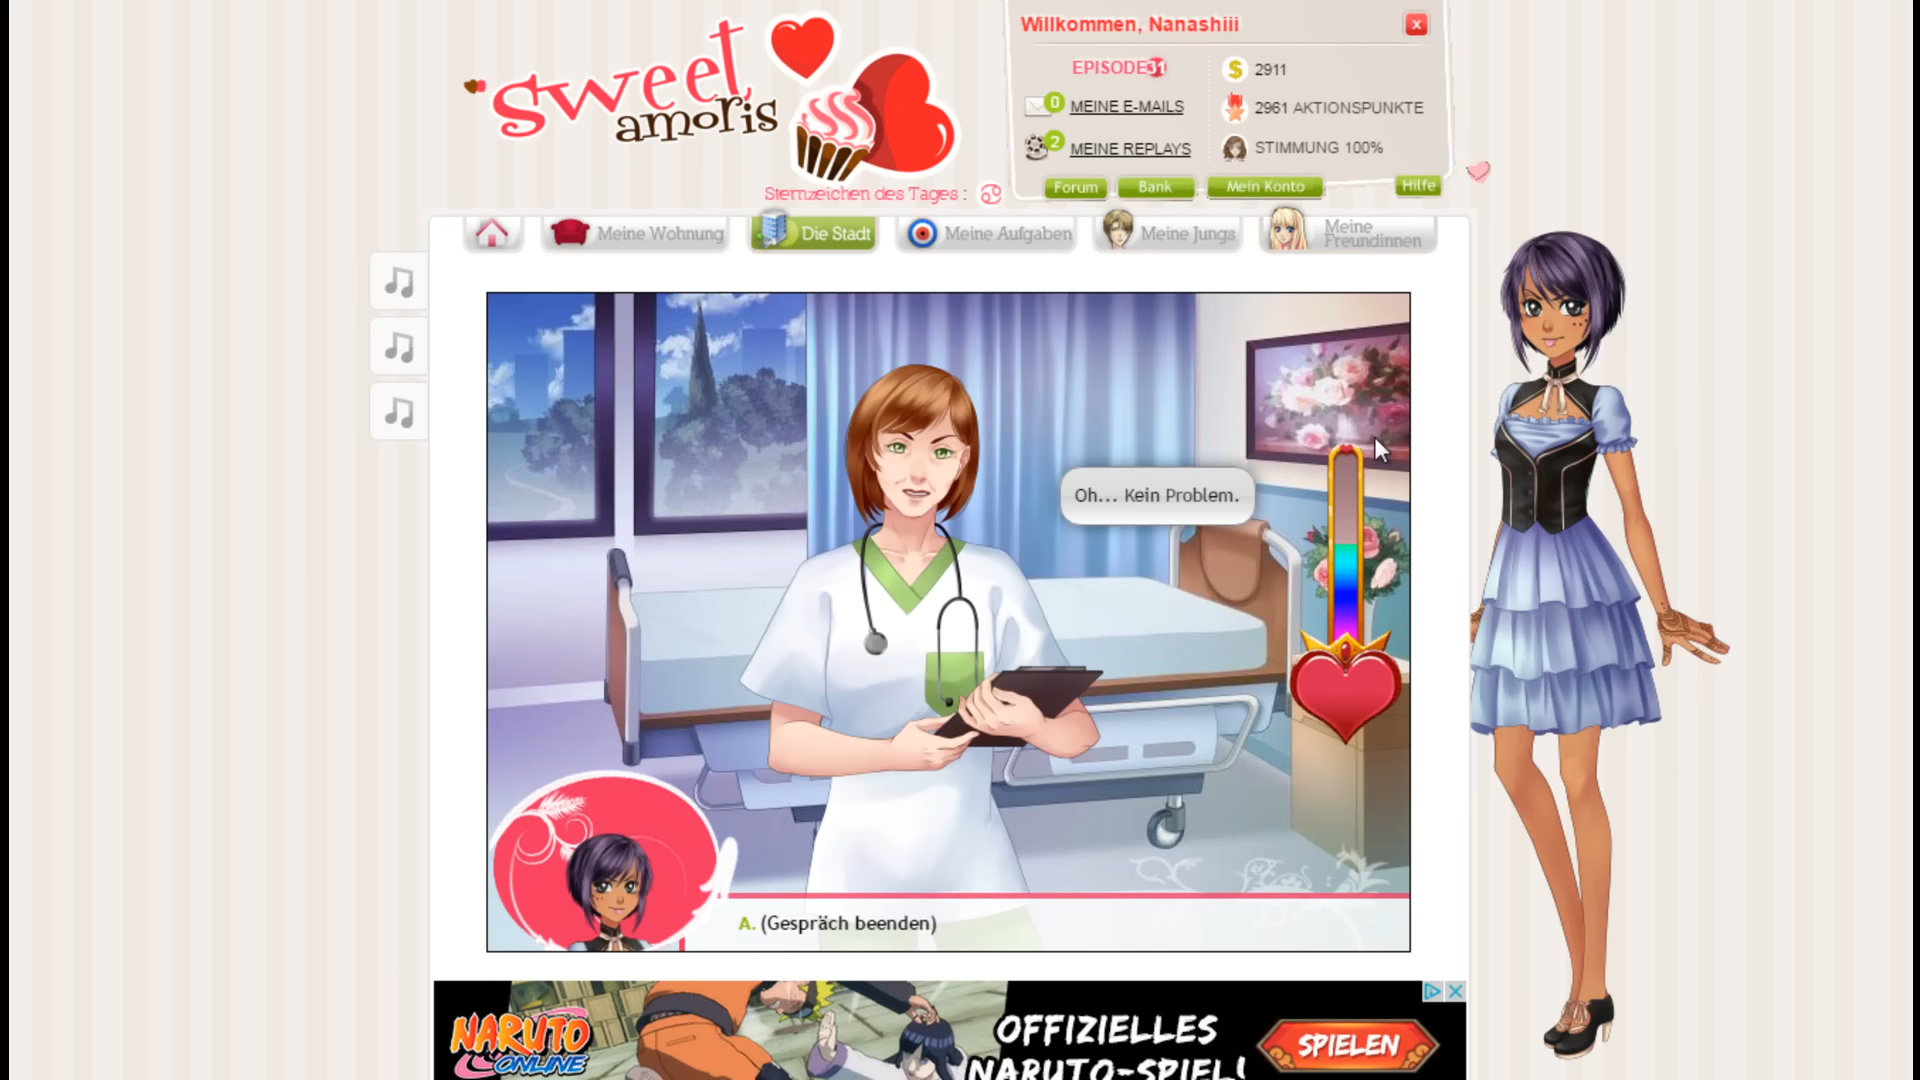 sweet
amoris
Sternzeichen des Tages :
Willkommen, Nanashiii
EPISODE 31
0 MEINE E-MAILS
2 MEINE REPLAYS
$ 2911
2961 AKTIONSPUNKTE
STIMMUNG 100%
Forum
Bank
Mein Konto
Hilfe
Meine Wohnung
Die Stadt
Meine Aufgaben
Meine Jungs
Meine
Freundinnen
Oh... Kein Problem.
A. (Gespräch beenden)
NARUTO
ONLINE
OFFIZIELLES
NARUTO-SPIEL!
SPIELEN